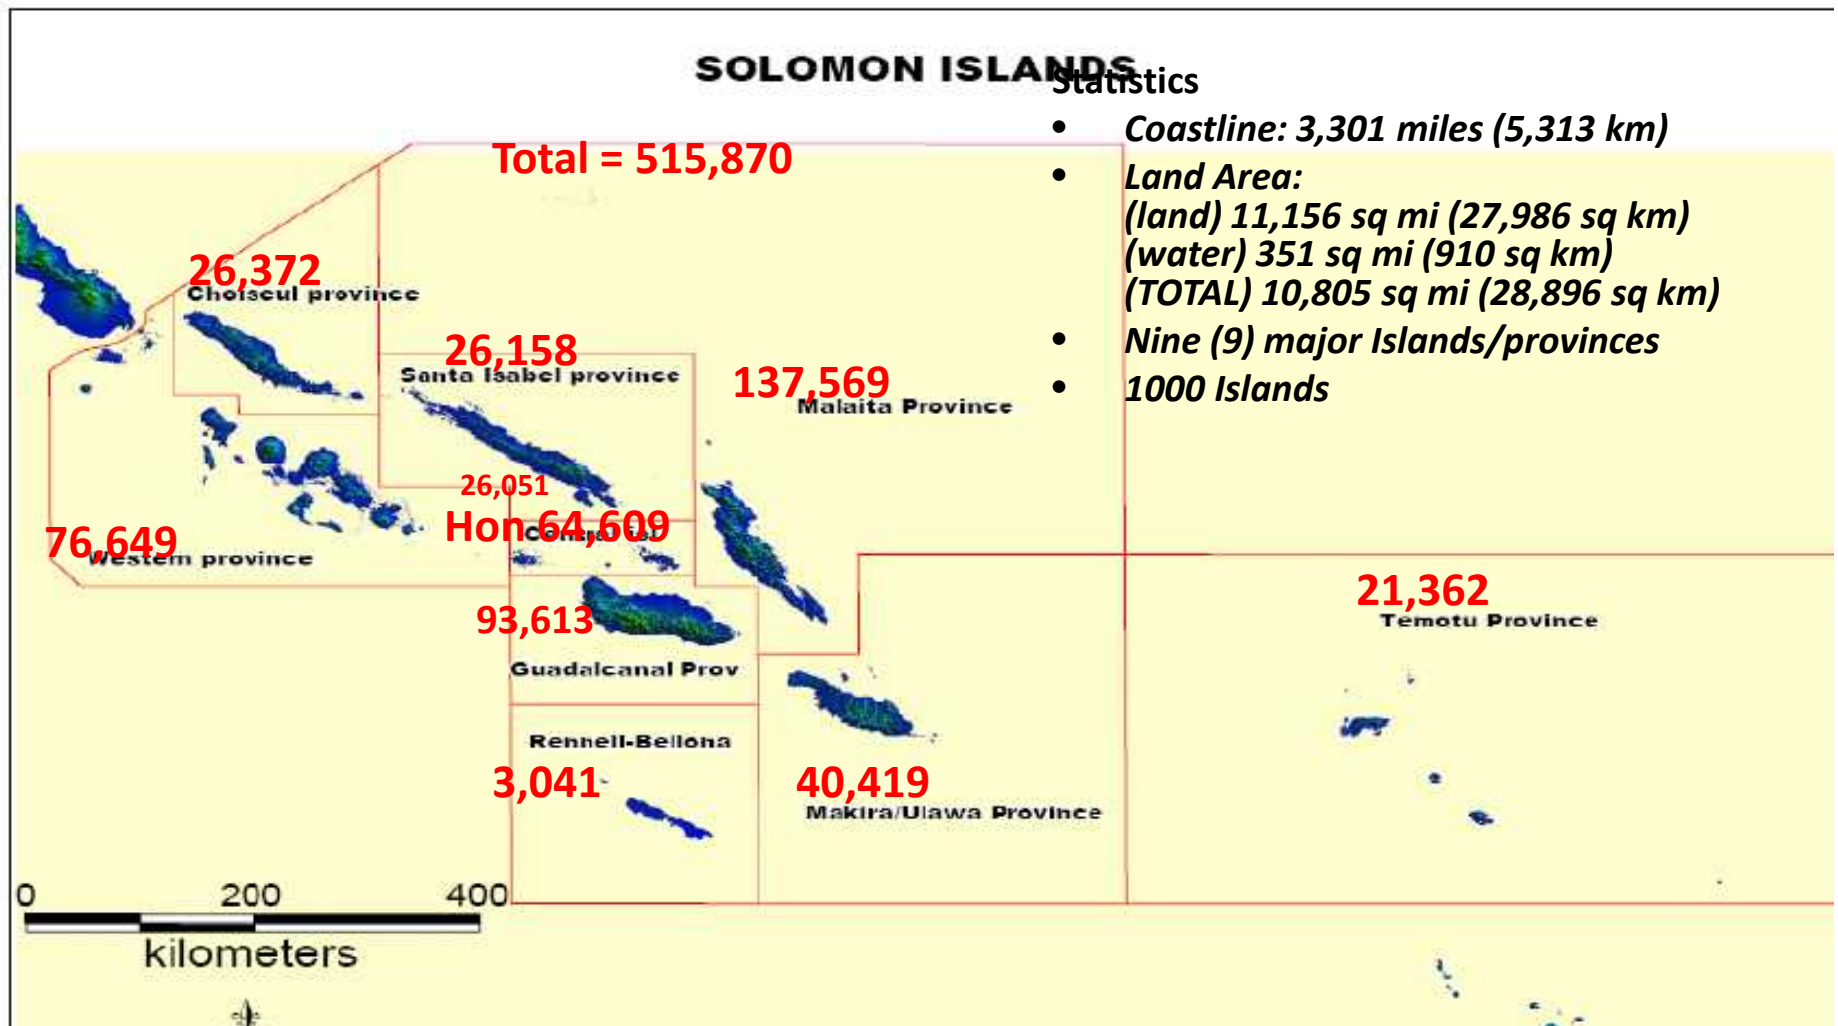 SOLOMON ISLANDS
Statistics
• Coastline: 3,301 miles (5,313 km)
• Land Area:
(land) 11,156 sq mi (27,986 sq km)
(water) 351 sq mi (910 sq km)
(TOTAL) 10,805 sq mi (28,896 sq km)
• Nine (9) major Islands/provinces
• 1000 Islands
Total = 515,870
26,372
Choiseul province
26,158
Santa Isabel province
137,569
Malaita Province
26,051
Hon 64,609
76,649
Western province
21,362
Temotu Province
93,613
Guadalcanal Prov
Rennell-Bellona
3,041
40,419
Makira/Ulawa Province
0 200 400
kilometers